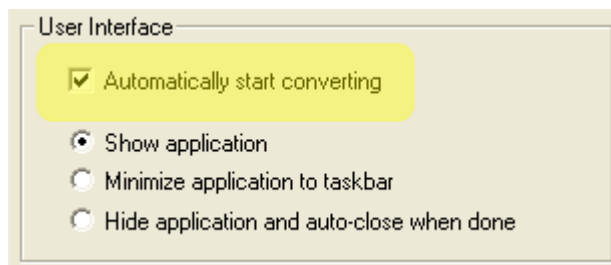 User Interface
Automatically start converting
Show application
Minimize application to taskbar
Hide application and auto-close when done